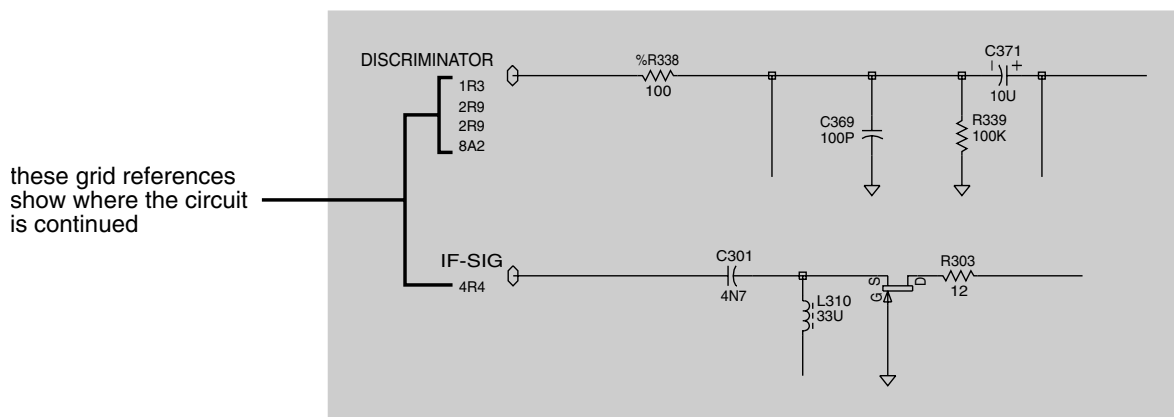 DISCRIMINATOR
1R3
2R9
2R9
8A2
%R338
100
C371
– +
10U
C369
100P
R339
100K
these grid references
show where the circuit
is continued
IF-SIG
4R4
C301
4N7
L310
33U
S
G
D
R303
12